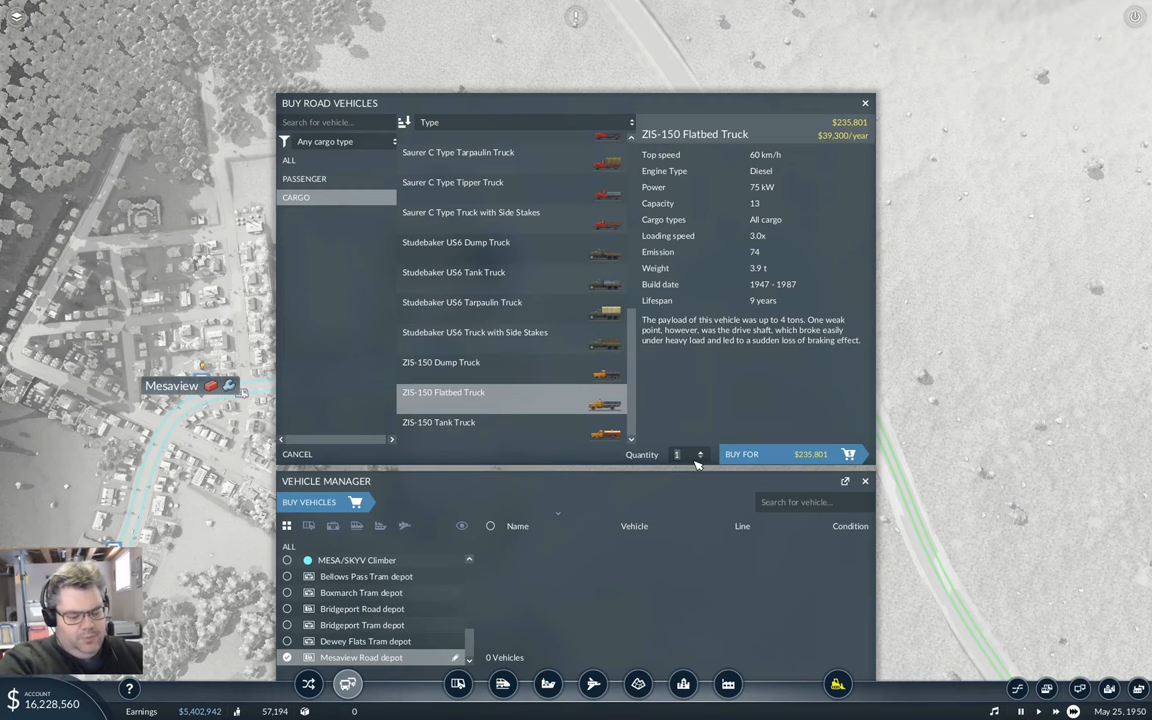 BUY ROAD VEHICLES
Search for vehicle...
Type
Any cargo type
ALL
PASSENGER
CARGO
Saurer C Type Tarpaulin Truck
Saurer C Type Tipper Truck
Saurer C Type Truck with Side Stakes
Studebaker US6 Dump Truck
Studebaker US6 Tank Truck
Studebaker US6 Tarpaulin Truck
Studebaker US6 Truck with Side Stakes
ZIS-150 Dump Truck
ZIS-150 Flatbed Truck
ZIS-150 Tank Truck
$235,801
ZIS-150 Flatbed Truck
$39,300/year
Top speed 60 km/h
Engine Type Diesel
Power 75 kW
Capacity 13
Cargo types All cargo
Loading speed 3.0x
Emission 74
Weight 3.9 t
Build date 1947 - 1987
Lifespan 9 years
The payload of this vehicle was up to 4 tons. One weak
point, however, was the drive shaft, which broke easily
under heavy load and led to a sudden loss of braking effect.
CANCEL
Quantity 1
BUY FOR $235,801
Mesaview
VEHICLE MANAGER
BUY VEHICLES
Search for vehicle...
Name Vehicle Line Condition
ALL
MESA/SKYV Climber
Bellows Pass Tram depot
Boxmarch Tram depot
Bridgeport Road depot
Bridgeport Tram depot
Dewey Flats Tram depot
Mesaview Road depot
0 Vehicles
$ ACCOUNT
16,228,560
?
Earnings $5,402,942 57,194 0
May 25, 1950